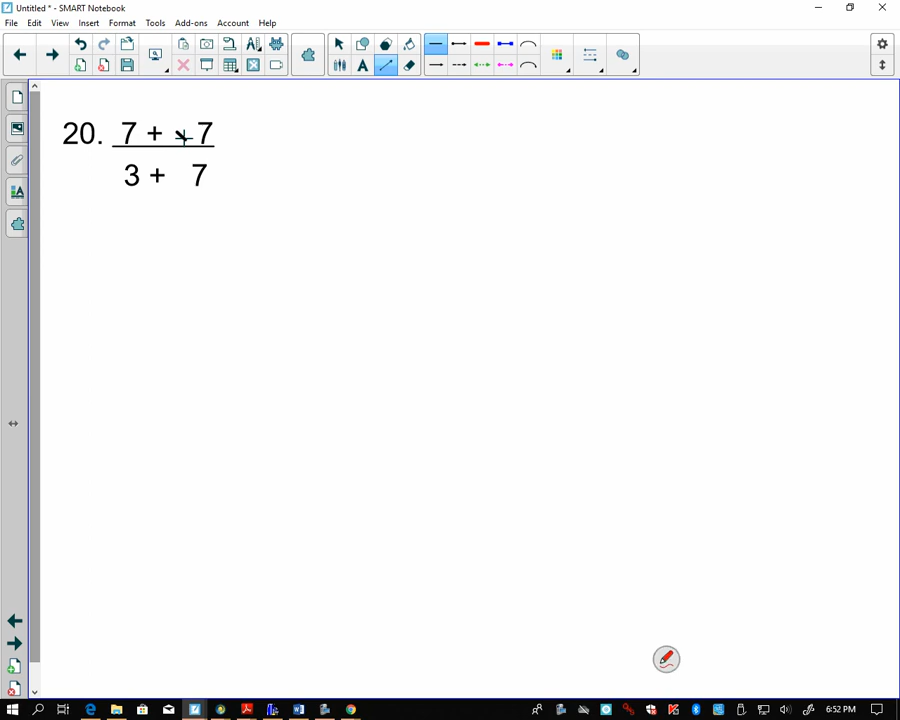 Untitled * - SMART Notebook
File Edit View Insert Format Tools Add-ons Account Help
20. 7 + 7
3 + 7
6:52 PM